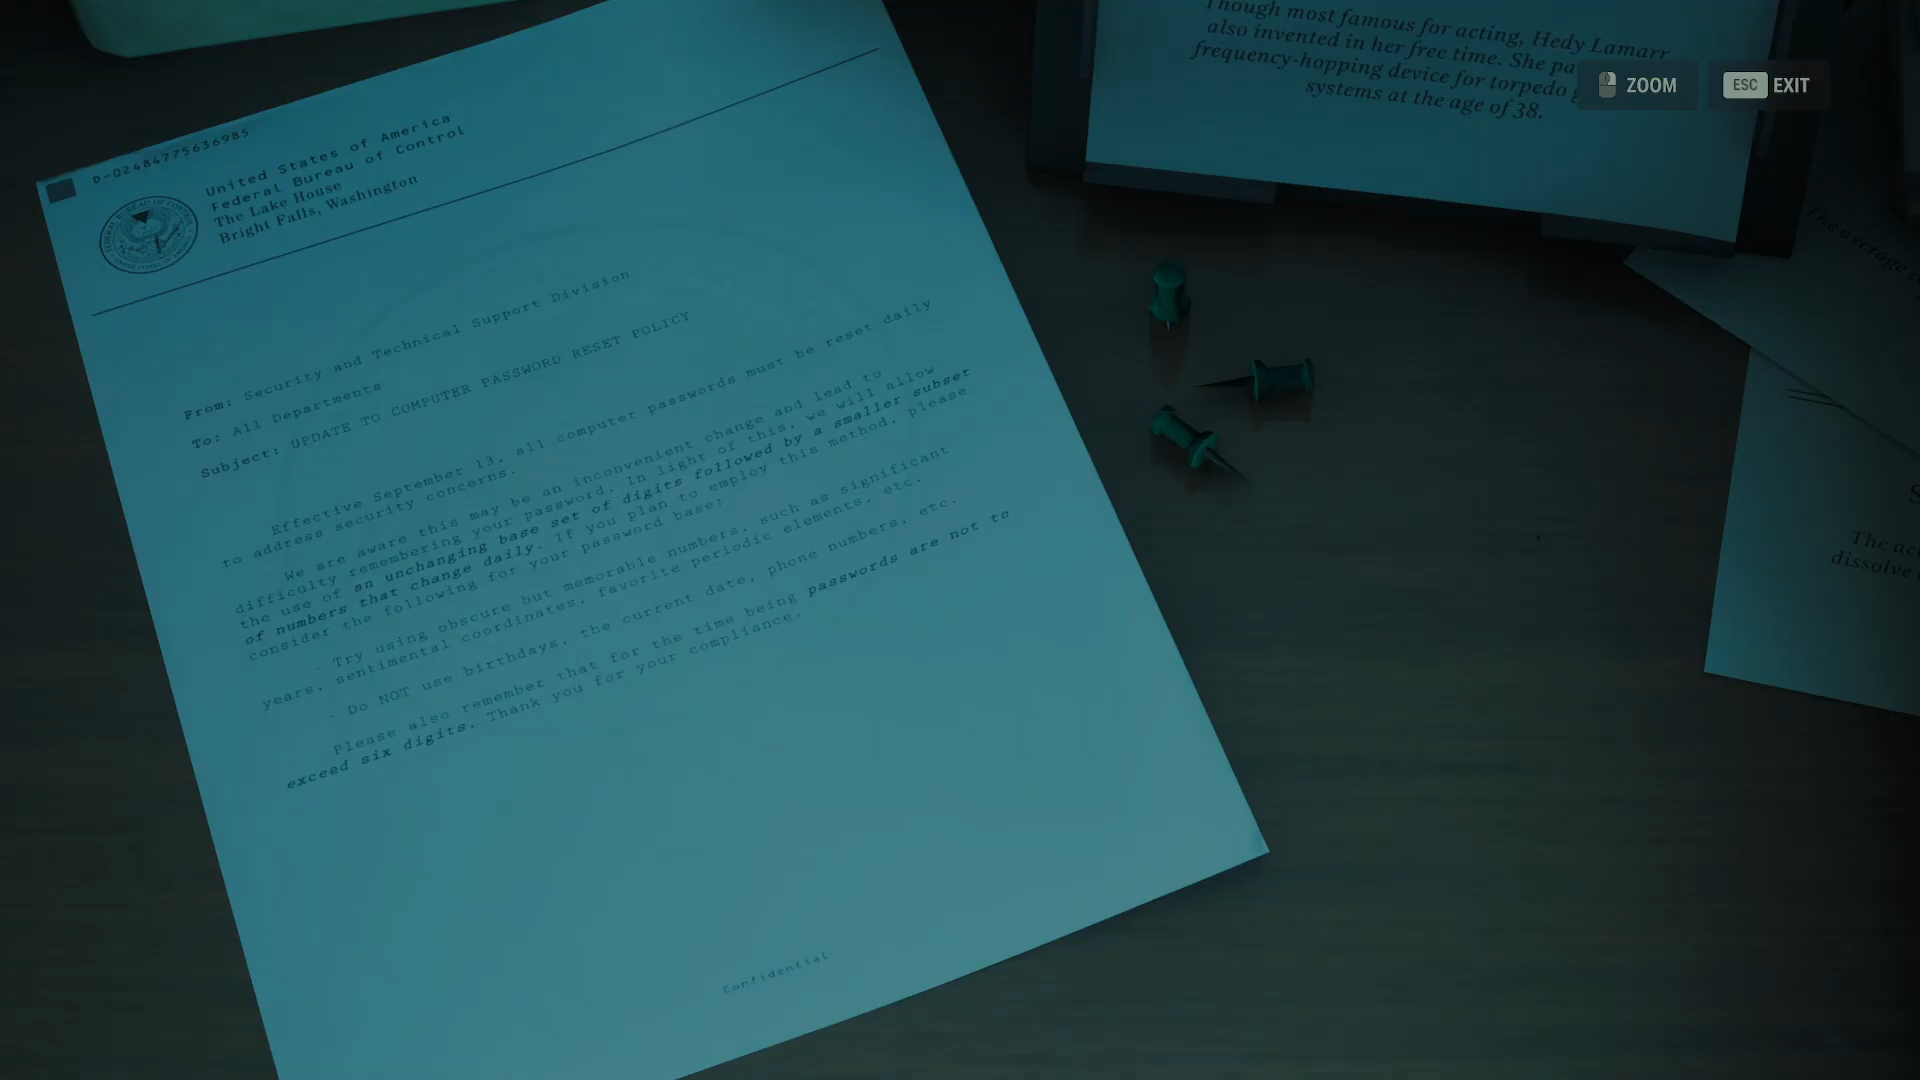 D-02484775636985
United States of America
Federal Bureau of Control
The Lake House
Bright Falls, Washington
From: Security and Technical Support Division
To: All Departments
Subject: UPDATE TO COMPUTER PASSWORD RESET POLICY
Effective September 13, all computer passwords must be reset daily
to address security concerns.
We are aware this may be an inconvenient change and lead to
difficulty remembering your password. In light of this, we will allow
the use of an unchanging base set of digits followed by a smaller subset
of numbers that change daily. If you plan to employ this method, please
consider the following for your password base:
- Try using obscure but memorable numbers, such as significant
years, sentimental coordinates, favorite periodic elements, etc.
- Do NOT use birthdays, the current date, phone numbers, etc.
Please also remember that for the time being passwords are not to
exceed six digits. Thank you for your compliance.
Confidential
Though most famous for acting, Hedy Lamarr
also invented in her free time. She pa
frequency-hopping device for torpedo g
systems at the age of 38.
ZOOM
ESC EXIT
The average c
S
The acc
dissolve